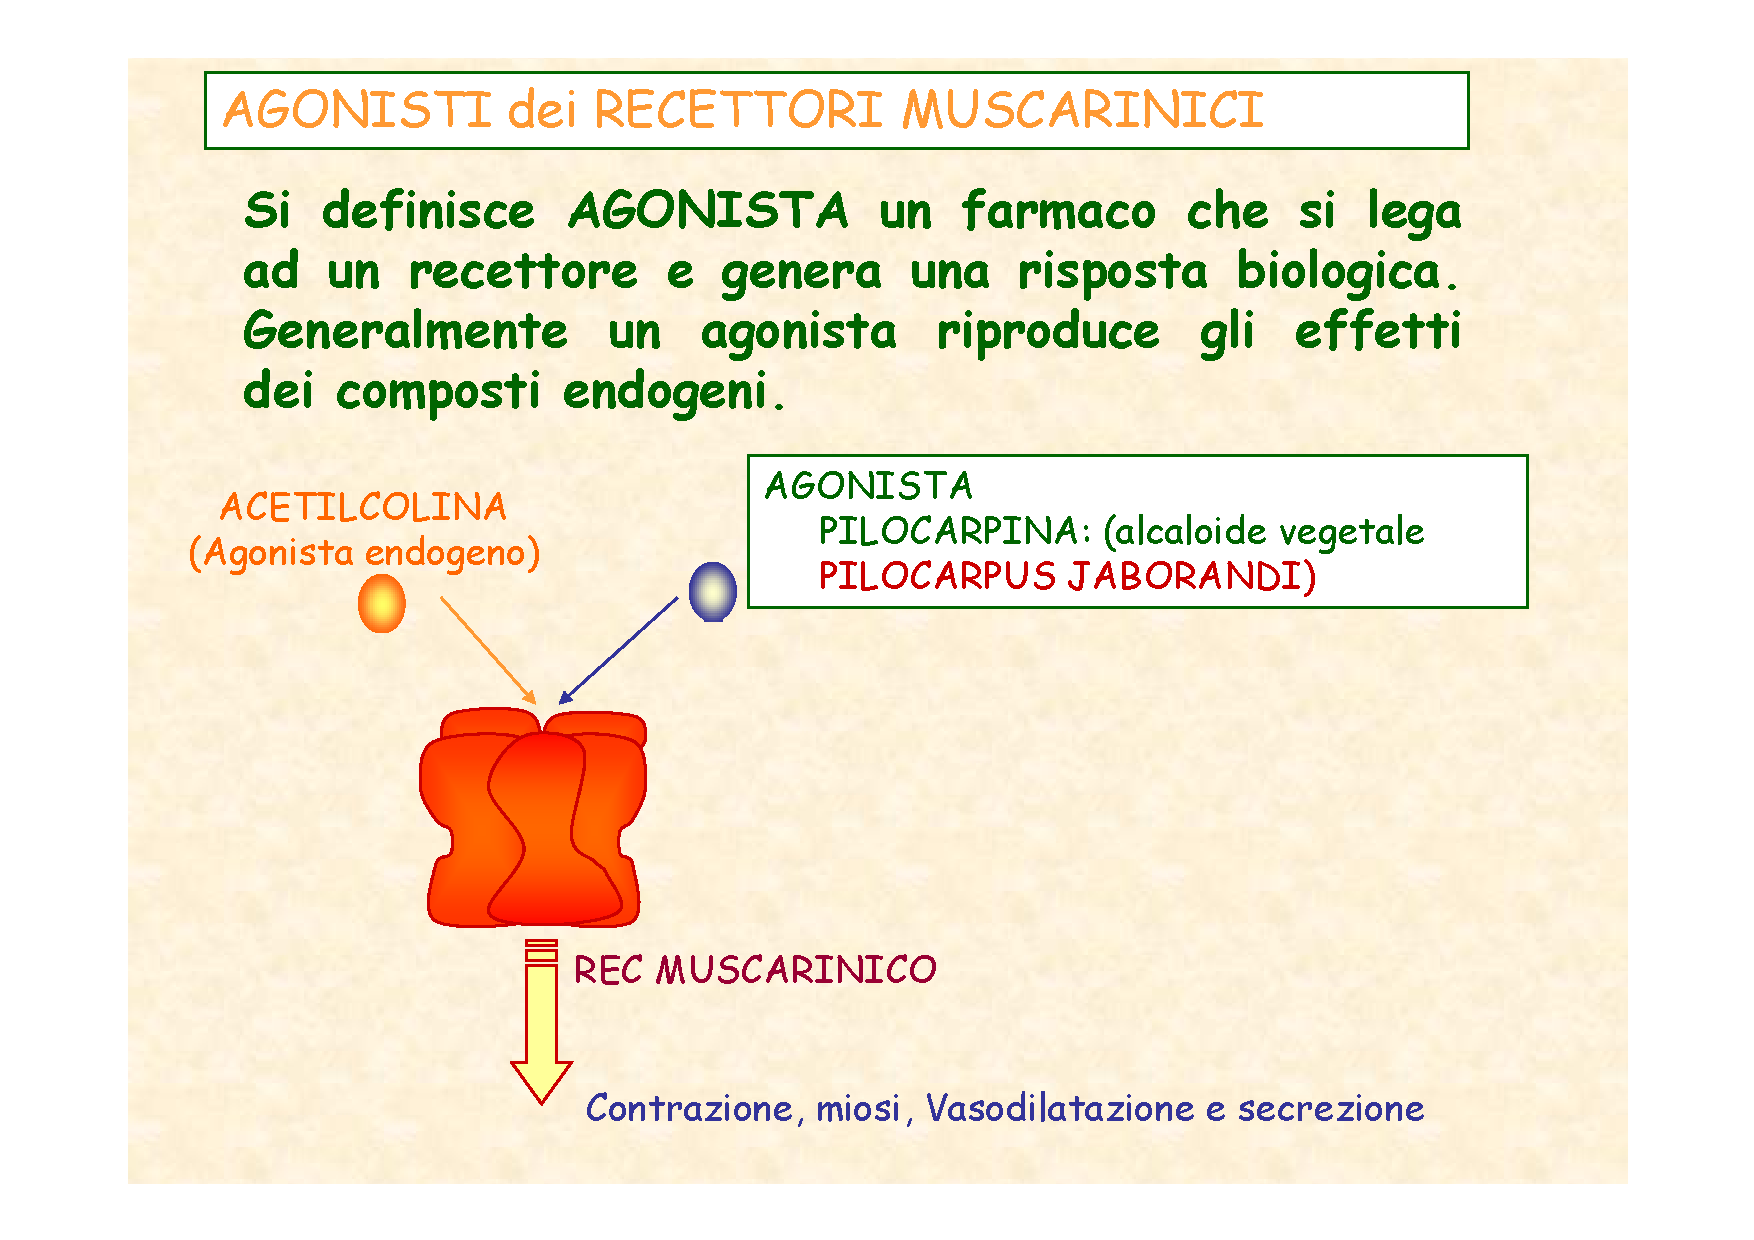 AGONISTI dei RECETTORI MUSCARINICI
Si definisce AGONISTA un farmaco che si lega
ad un recettore e genera una risposta biologica.
Generalmente un agonista riproduce gli effetti
dei composti endogeni.
ACETILCOLINA
(Agonista endogeno)
AGONISTA
PILOCARPINA: (alcaloide vegetale
PILOCARPUS JABORANDI)
REC MUSCARINICO
Contrazione, miosi, Vasodilatazione e secrezione